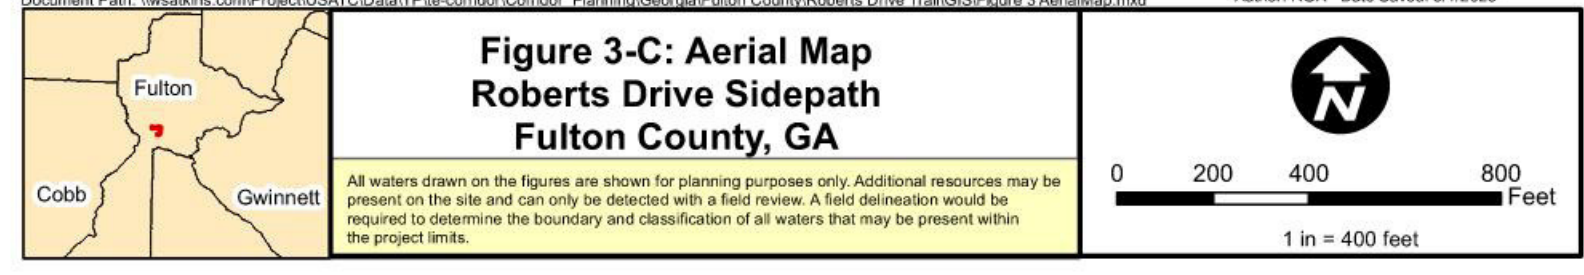 Fulton
Cobb
Gwinnett
Figure 3-C: Aerial Map
Roberts Drive Sidepath
Fulton County, GA
All waters drawn on the figures are shown for planning purposes only. Additional resources may be
present on the site and can only be detected with a field review. A field delineation would be
required to determine the boundary and classification of all waters that may be present within
the project limits.
N
0 200 400 800
Feet
1 in = 400 feet